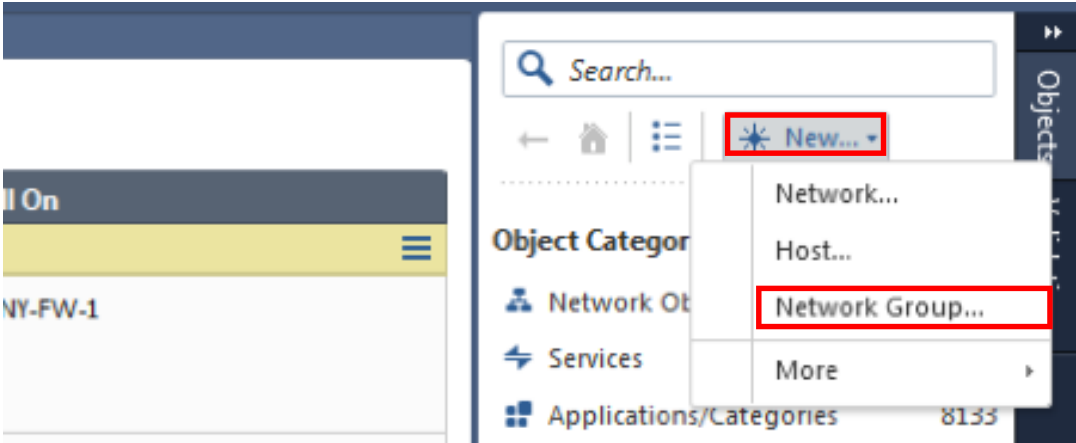 Search...
New...
ll On
NY-FW-1
Object Categor
Network Ob
Services
Applications/Categories 8133
Network...
Host...
Network Group...
More
Objects